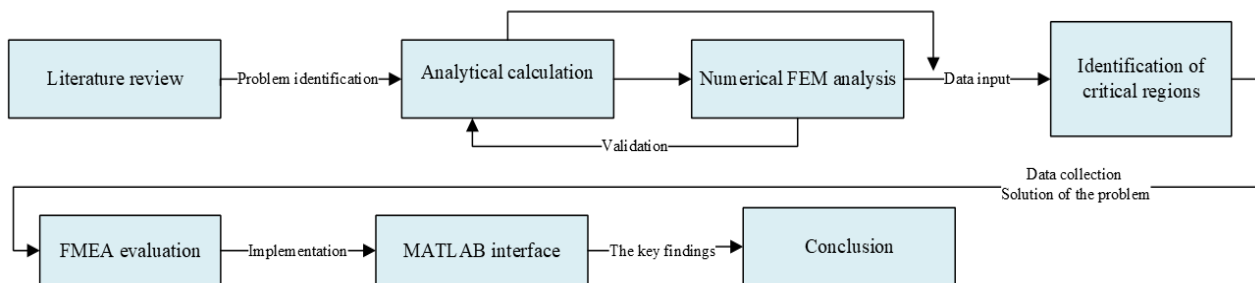 Literature review
Problem identification
Analytical calculation
Numerical FEM analysis
Data input
Identification of
critical regions
Validation
Data collection
Solution of the problem
FMEA evaluation
Implementation
MATLAB interface
The key findings
Conclusion